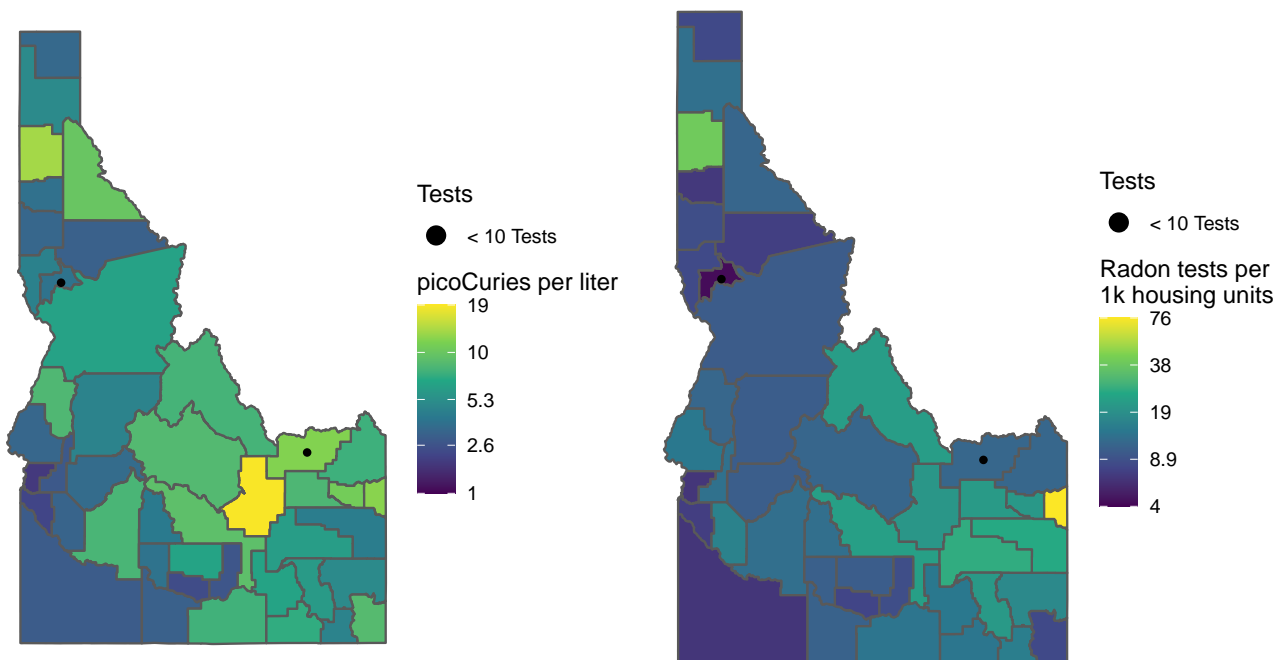 Tests
< 10 Tests
picoCuries per liter
19
10
5.3
2.6
1
Tests
< 10 Tests
Radon tests per
1k housing units
76
38
19
8.9
4